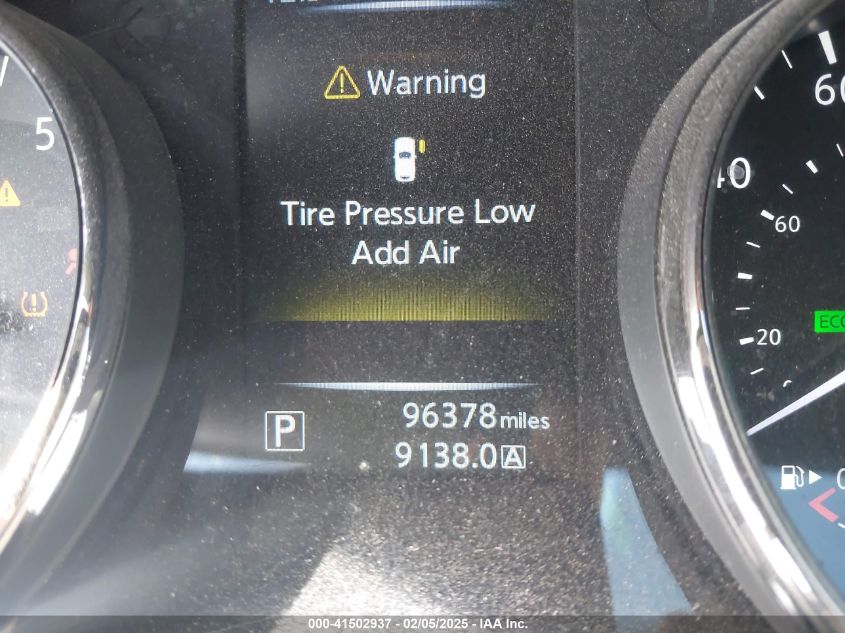 Warning
Tire Pressure Low
Add Air
5
60
40
60
20
ECO
P
96378 miles
9138.0 A
0
000-41502937 - 02/05/2025 - IAA Inc.